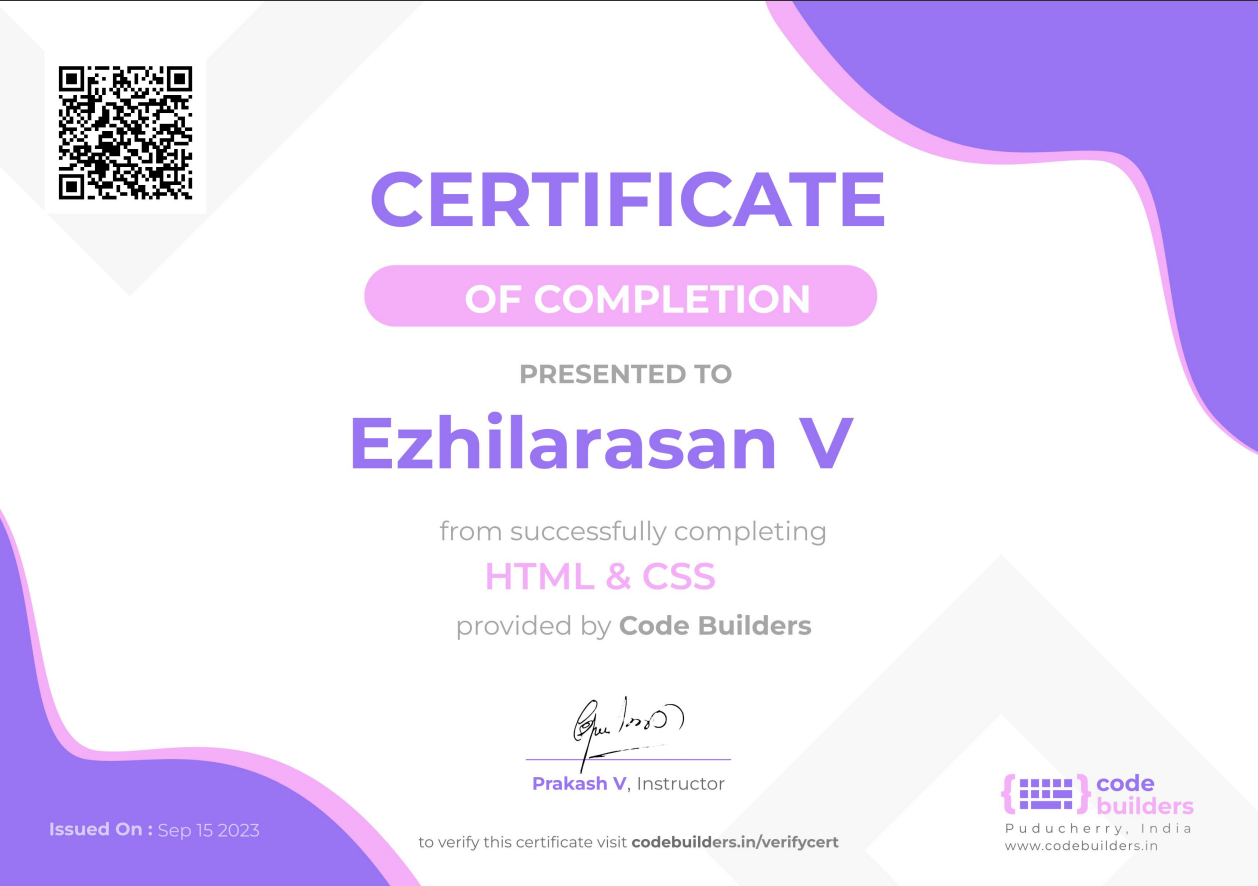 CERTIFICATE
OF COMPLETION
PRESENTED TO
Ezhilarasan V
from successfully completing
HTML & CSS
provided by Code Builders
Prakash V, Instructor
Issued On : Sep 15 2023
to verify this certificate visit codebuilders.in/verifycert
code
builders
Puducherry, India
www.codebuilders.in